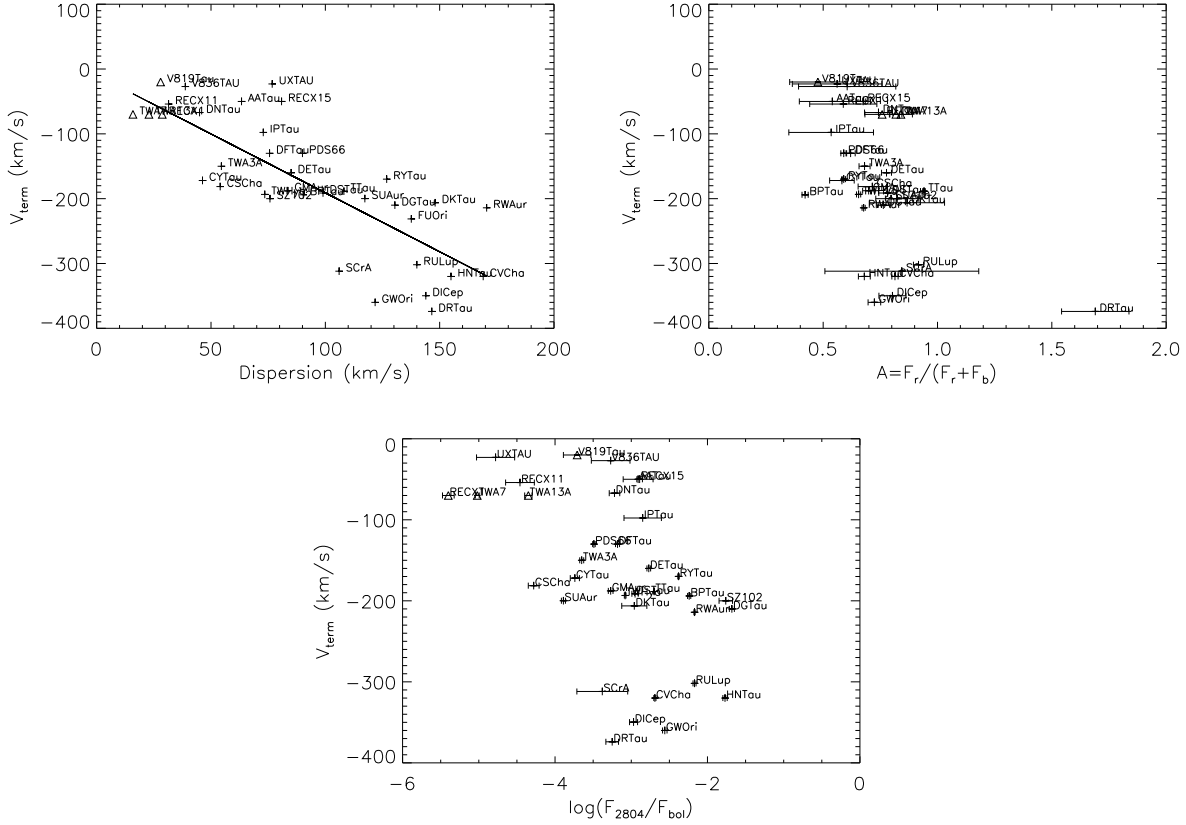 100
0
−100
−200
−300
−400
V_term (km/s)
V819Tau
V836TAU
UXTAU
RECX11
AATau
RECX15
DNTau
IPTau
DFTau
PDS66
TWA3A
DETau
CYTau
CSCha
RYTau
SUAur
DGTau
DKTau
RWAur
FUOri
SCrA
RULup
HNTau
CVCha
DICep
GWOri
DRTau
0
50
100
150
200
Dispersion (km/s)
100
0
−100
−200
−300
−400
V_term (km/s)
V819Tau
AATau
RECX15
IPTau
PDS66
TWA3A
DETau
CSCha
BPTau
TTau
RULup
SCrA
HNTau
CVCha
DICep
GWOri
DRTau
0.0
0.5
1.0
1.5
2.0
A=F_r/(F_r+F_b)
0
−100
−200
−300
−400
V_term (km/s)
UXTAU
V819Tau
V836TAU
RECX15
RECX11
TWA7
TWA13A
DNTau
IPTau
PDS66
DFTau
TWA3A
DETau
CYTau
RYTau
CSCha
GMAur
TTau
BPTau
SUAur
DKTau
SZ102
RWAur
DGTau
RULup
SCrA
CVCha
HNTau
DICep
GWOri
DRTau
−6
−4
−2
0
log(F_2804/F_bol)